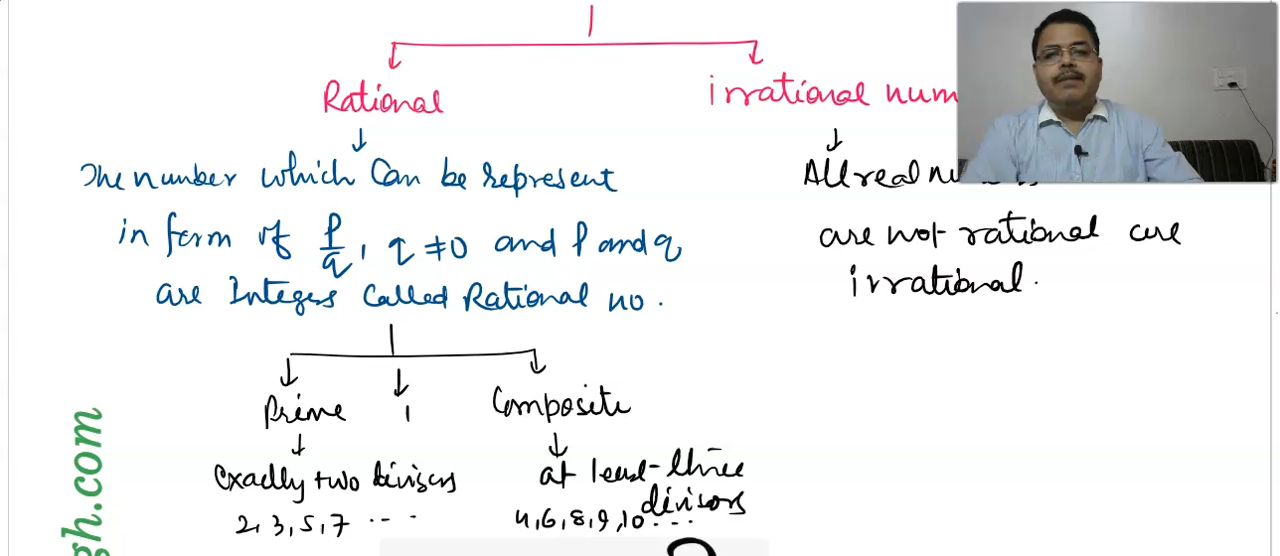 Rational
irrational num
The number which Can be represent
in form of p/q, q ≠ 0 and p and q
are Integers Called Rational no.
All real nu
are not rational are
irrational.
Prime
1
Composite
exactly two divisors
2, 3, 5, 7 ....
at least three
divisors
4, 6, 8, 9, 10 ....
gh.com